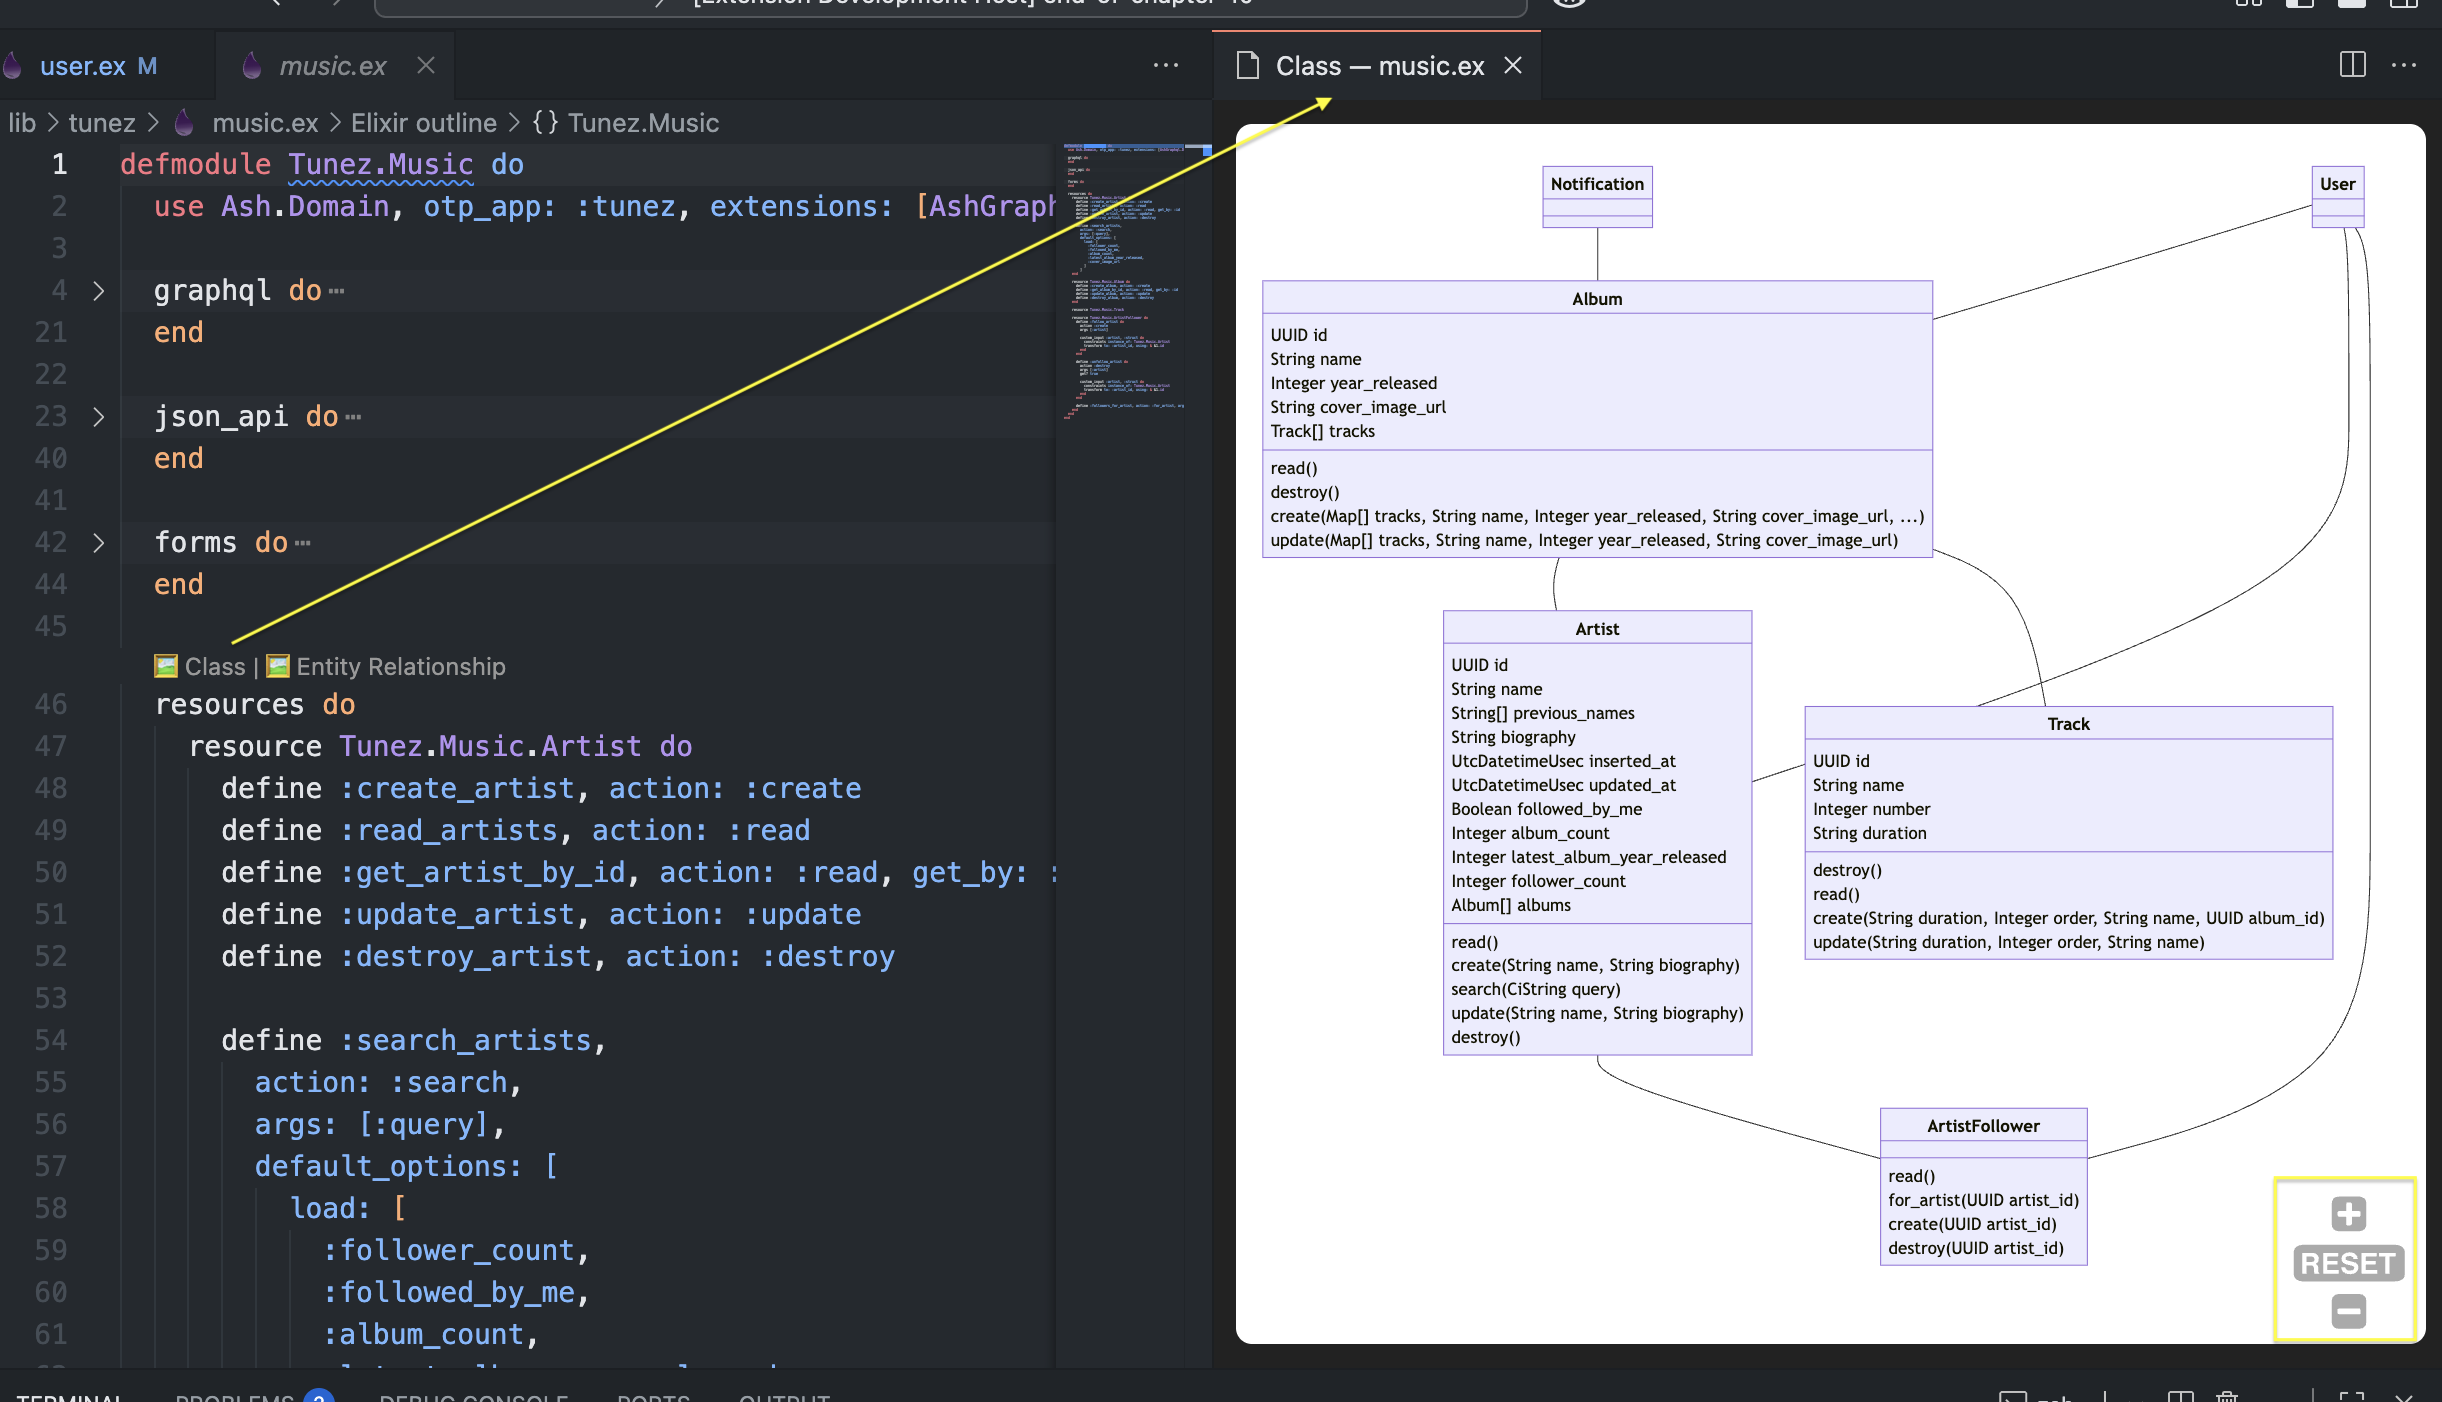 [Extension Development Host] end-of-chapter-10
user.ex M
music.ex
Class — music.ex
lib > tunez > music.ex > Elixir outline > {} Tunez.Music
1 defmodule Tunez.Music do
2 use Ash.Domain, otp_app: :tunez, extensions: [AshGraph
3
4 graphql do ⋯
21 end
22
23 json_api do ⋯
40 end
41
42 forms do ⋯
44 end
45
Class | Entity Relationship
46 resources do
47 resource Tunez.Music.Artist do
48 define :create_artist, action: :create
49 define :read_artists, action: :read
50 define :get_artist_by_id, action: :read, get_by: :
51 define :update_artist, action: :update
52 define :destroy_artist, action: :destroy
53
54 define :search_artists,
55 action: :search,
56 args: [:query],
57 default_options: [
58 load: [
59 :follower_count,
60 :followed_by_me,
61 :album_count,
Notification
User
Album
UUID id
String name
Integer year_released
String cover_image_url
Track[] tracks
read()
destroy()
create(Map[] tracks, String name, Integer year_released, String cover_image_url, ...)
update(Map[] tracks, String name, Integer year_released, String cover_image_url)
Artist
UUID id
String name
String[] previous_names
String biography
UtcDatetimeUsec inserted_at
UtcDatetimeUsec updated_at
Boolean followed_by_me
Integer album_count
Integer latest_album_year_released
Integer follower_count
Album[] albums
read()
create(String name, String biography)
search(CiString query)
update(String name, String biography)
destroy()
Track
UUID id
String name
Integer number
String duration
destroy()
read()
create(String duration, Integer order, String name, UUID album_id)
update(String duration, Integer order, String name)
ArtistFollower
read()
for_artist(UUID artist_id)
create(UUID artist_id)
destroy(UUID artist_id)
RESET
TERMINAL PROBLEMS 2 DEBUG CONSOLE PORTS OUTPUT zsh